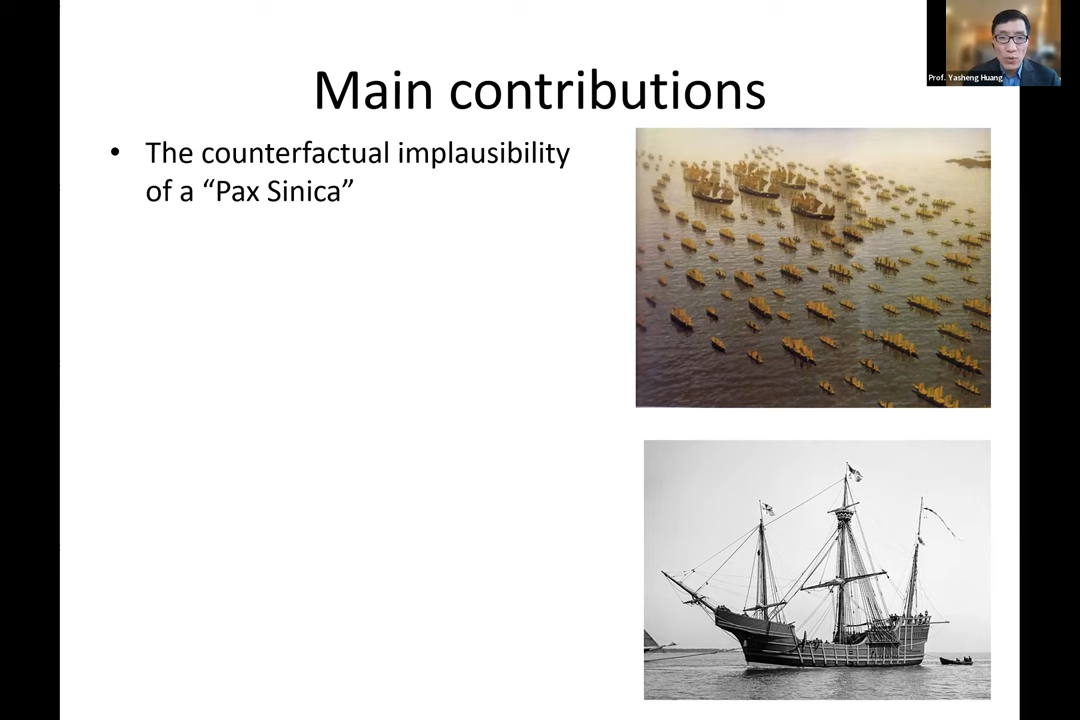 Prof. Yasheng Huang
Main contributions
• The counterfactual implausibility
of a “Pax Sinica”